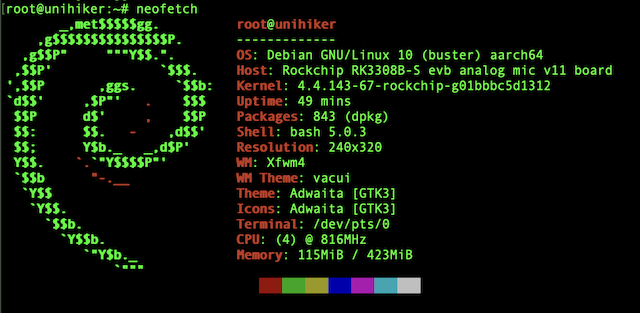 [root@unihiker:~# neofetch
root@unihiker
-------------
OS: Debian GNU/Linux 10 (buster) aarch64
Host: Rockchip RK3308B-S evb analog mic v11 board
Kernel: 4.4.143-67-rockchip-g01bbbc5d1312
Uptime: 49 mins
Packages: 843 (dpkg)
Shell: bash 5.0.3
Resolution: 240x320
WM: Xfwm4
WM Theme: vacui
Theme: Adwaita [GTK3]
Icons: Adwaita [GTK3]
Terminal: /dev/pts/0
CPU: (4) @ 816MHz
Memory: 115MiB / 423MiB